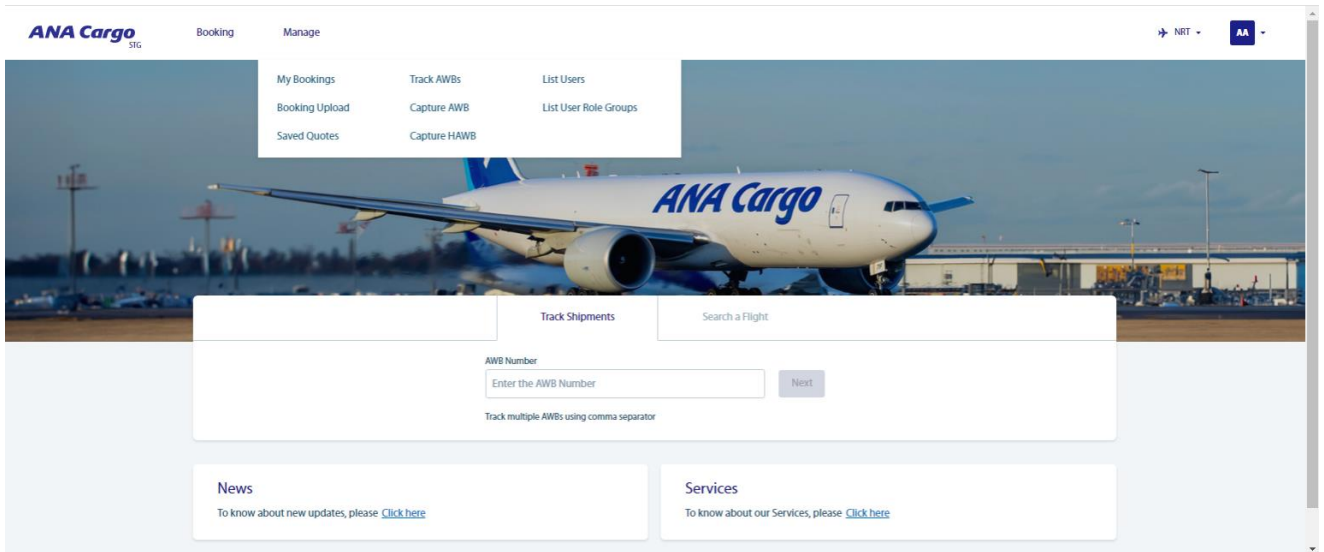 ANA Cargo
STG
Booking
Manage
NRT
AA
My Bookings
Track AWBs
List Users
Booking Upload
Capture AWB
List User Role Groups
Saved Quotes
Capture HAWB
ANA Cargo
Track Shipments
Search a Flight
AWB Number
Enter the AWB Number
Next
Track multiple AWBs using comma separator
News
To know about new updates, please Click here
Services
To know about our Services, please Click here